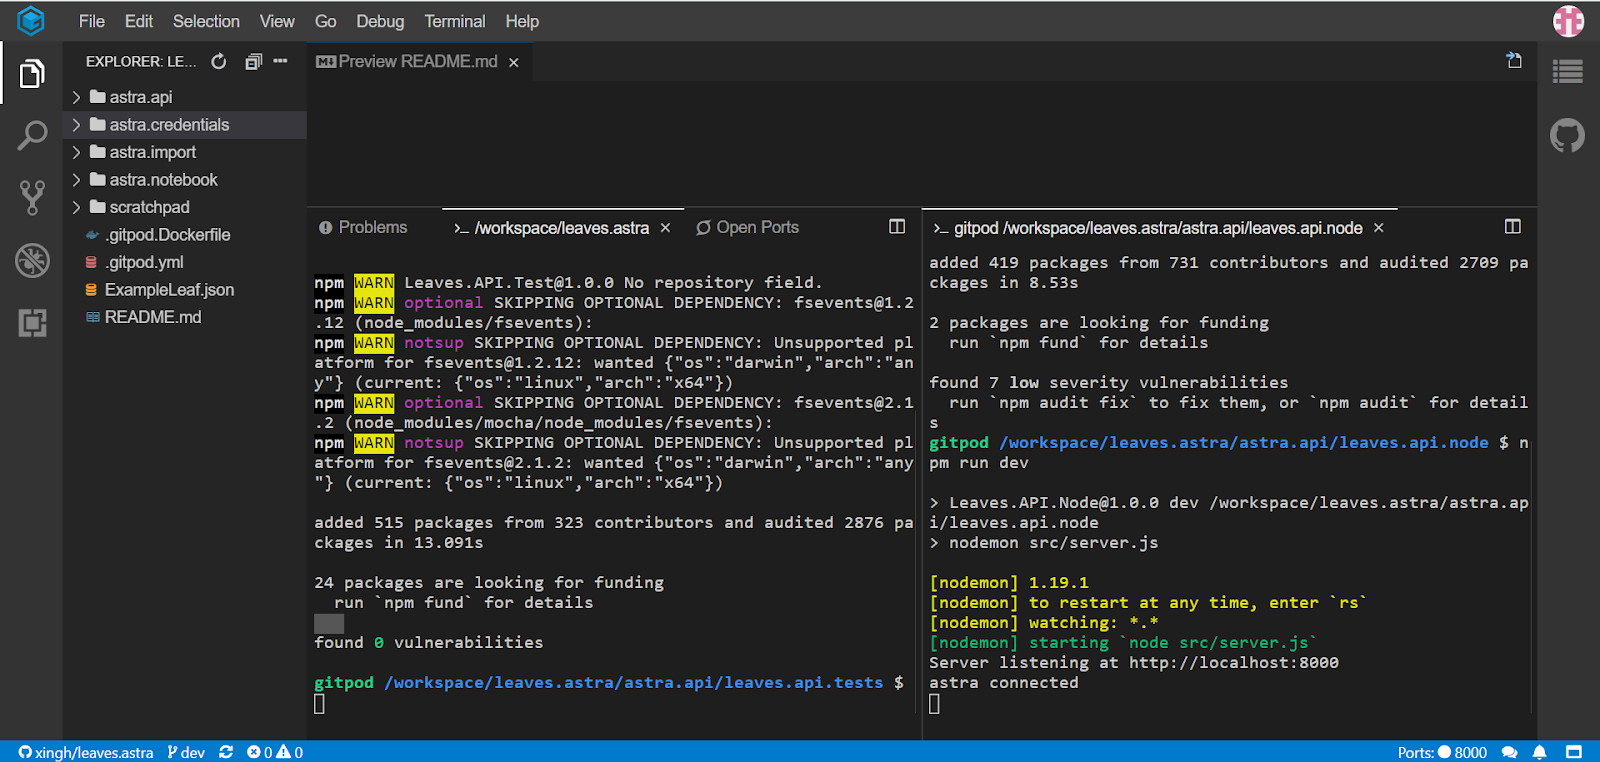 File Edit Selection View Go Debug Terminal Help
EXPLORER: LE...
astra.api
astra.credentials
astra.import
astra.notebook
scratchpad
.gitpod.Dockerfile
.gitpod.yml
ExampleLeaf.json
README.md
Preview README.md
Problems >_ /workspace/leaves.astra Open Ports
npm WARN Leaves.API.Test@1.0.0 No repository field.
npm WARN optional SKIPPING OPTIONAL DEPENDENCY: fsevents@1.2
.12 (node_modules/fsevents):
npm WARN notsup SKIPPING OPTIONAL DEPENDENCY: Unsupported pl
atform for fsevents@1.2.12: wanted {"os":"darwin","arch":"an
y"} (current: {"os":"linux","arch":"x64"})
npm WARN optional SKIPPING OPTIONAL DEPENDENCY: fsevents@2.1
.2 (node_modules/mocha/node_modules/fsevents):
npm WARN notsup SKIPPING OPTIONAL DEPENDENCY: Unsupported pl
atform for fsevents@2.1.2: wanted {"os":"darwin","arch":"any
"} (current: {"os":"linux","arch":"x64"})
added 515 packages from 323 contributors and audited 2876 pa
ckages in 13.091s
24 packages are looking for funding
run `npm fund` for details
found 0 vulnerabilities
gitpod /workspace/leaves.astra/astra.api/leaves.api.tests $
>_ gitpod /workspace/leaves.astra/astra.api/leaves.api.node
added 419 packages from 731 contributors and audited 2709 pa
ckages in 8.53s
2 packages are looking for funding
run `npm fund` for details
found 7 low severity vulnerabilities
run `npm audit fix` to fix them, or `npm audit` for detail
s
gitpod /workspace/leaves.astra/astra.api/leaves.api.node $ n
pm run dev
> Leaves.API.Node@1.0.0 dev /workspace/leaves.astra/astra.ap
i/leaves.api.node
> nodemon src/server.js
[nodemon] 1.19.1
[nodemon] to restart at any time, enter `rs`
[nodemon] watching: *.*
[nodemon] starting `node src/server.js`
Server listening at http://localhost:8000
astra connected
xingh/leaves.astra dev 0 0 Ports: 8000